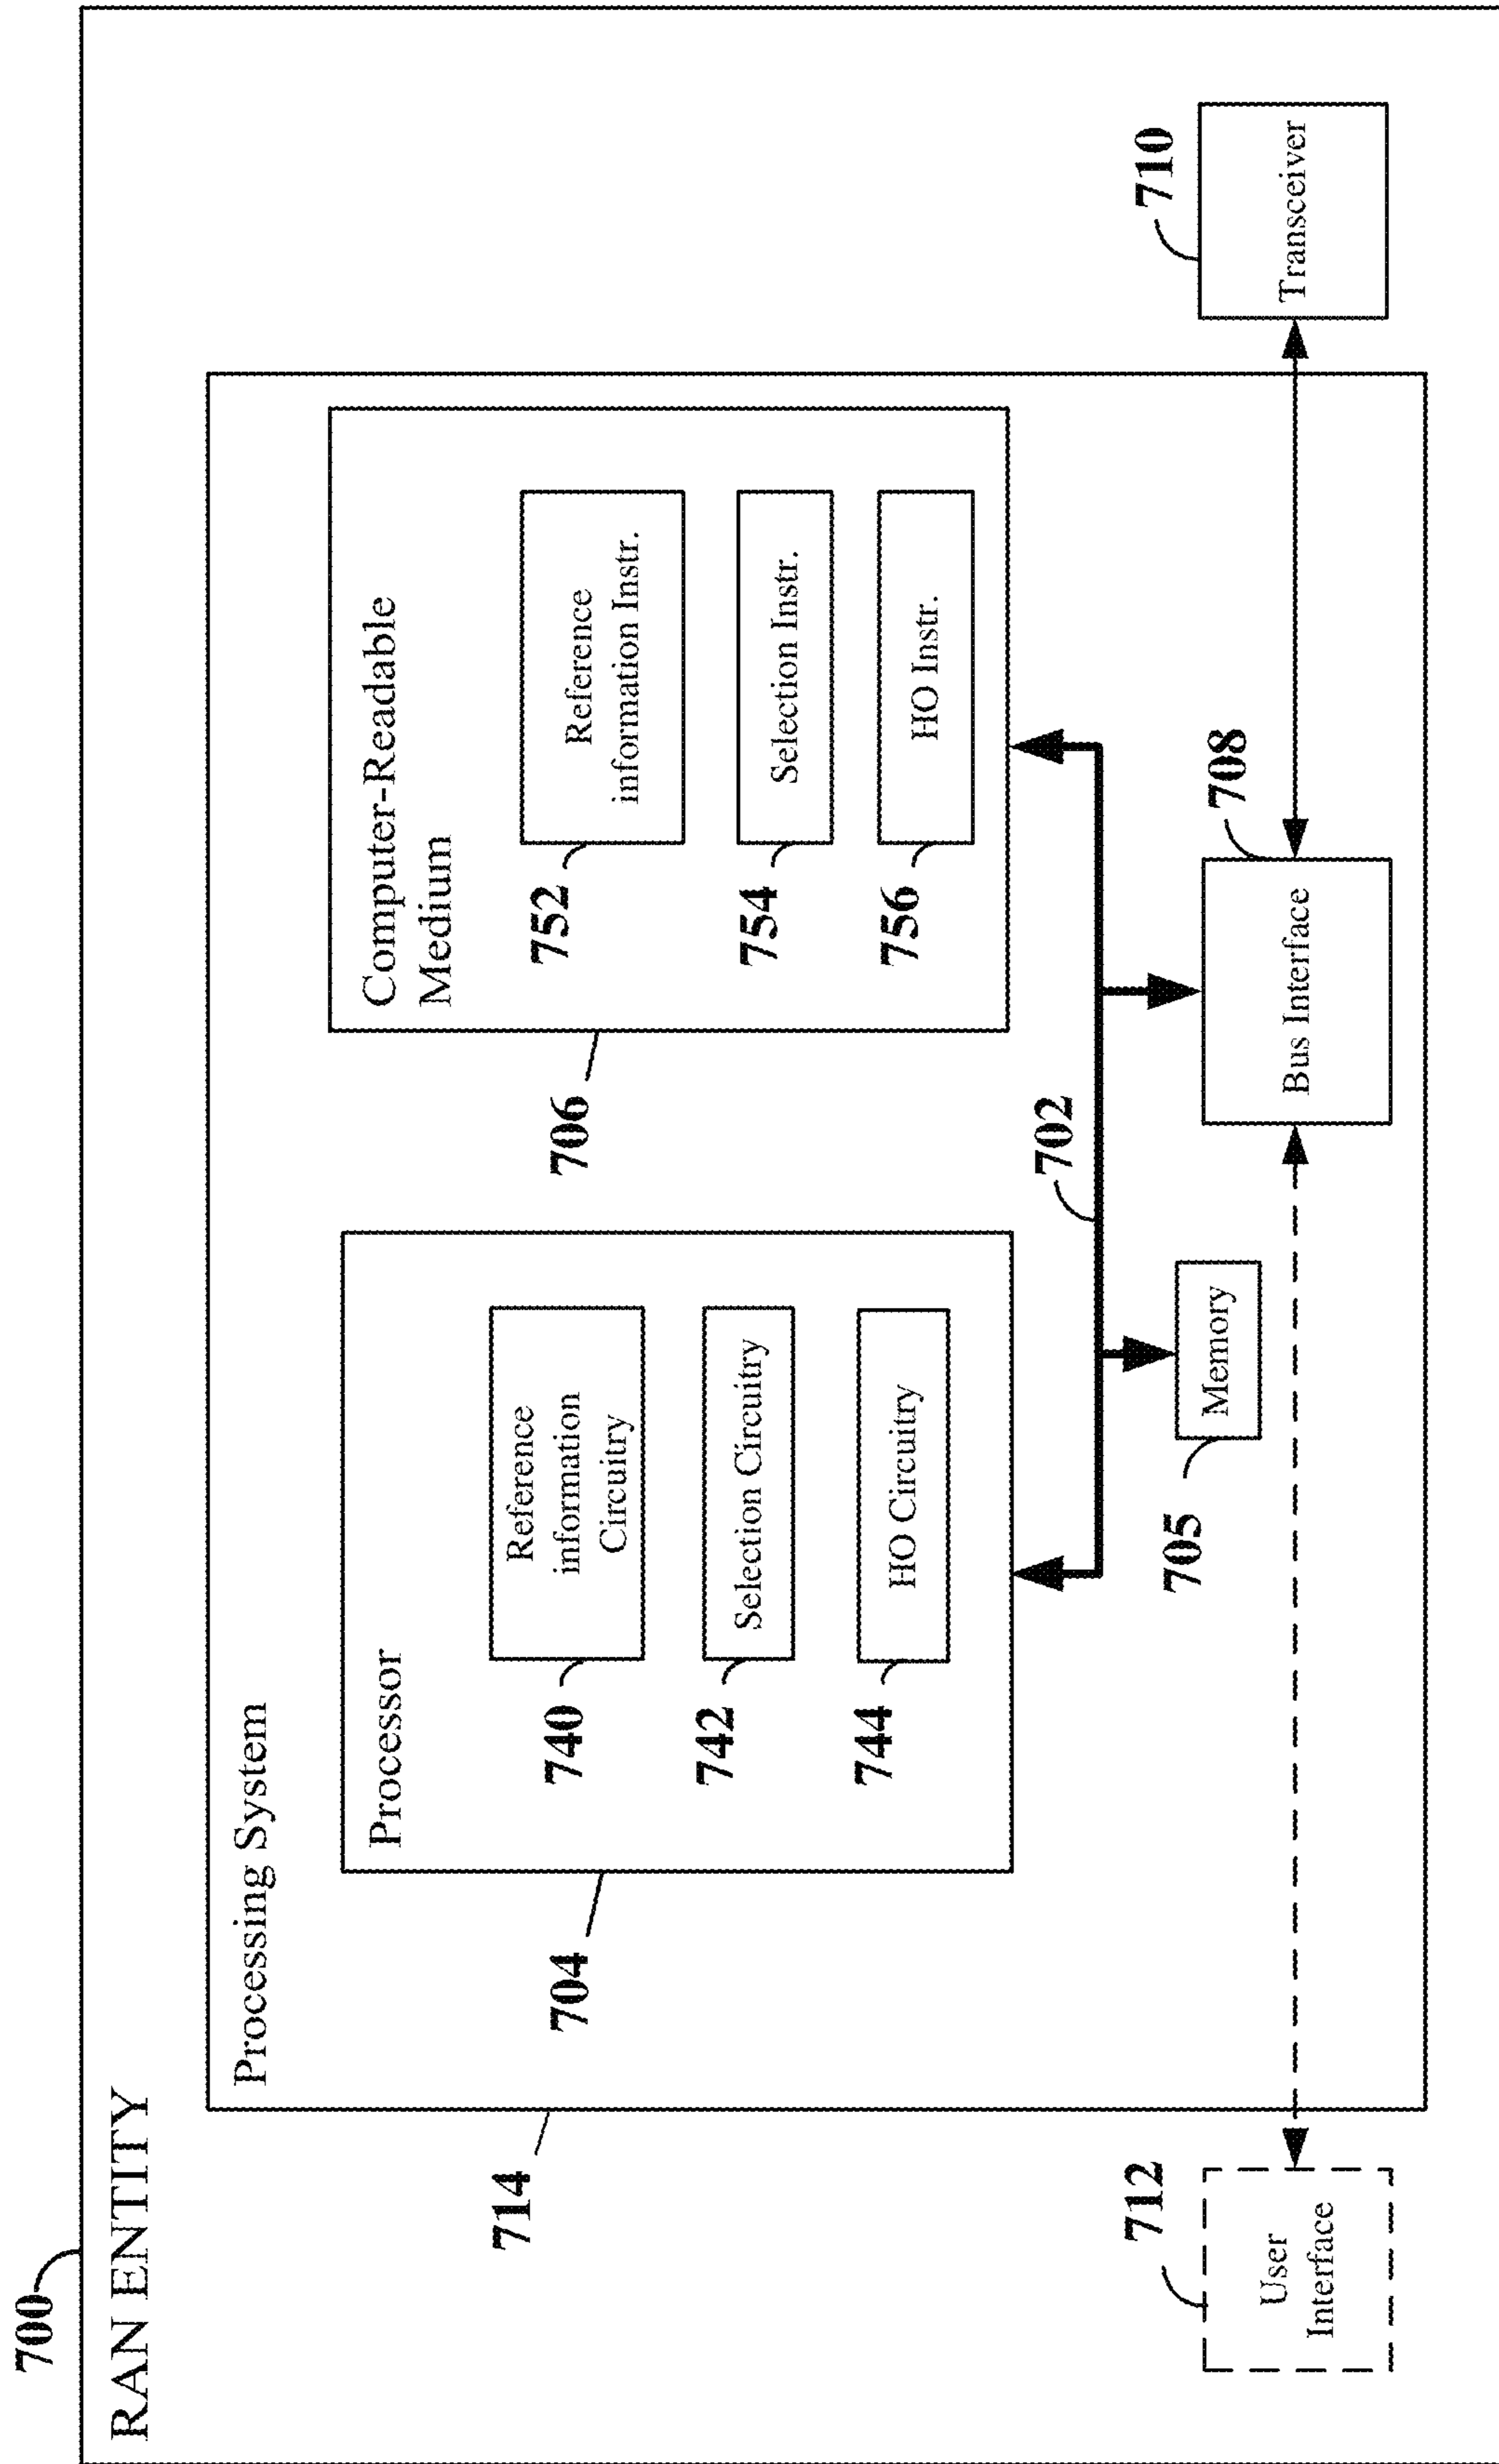 700
RAN ENTITY
714
Processing System
704
Processor
740
Reference
information
Circuitry
742
Selection Circuitry
744
HO Circuitry
706
Computer-Readable
Medium
752
Reference
information Instr.
754
Selection Instr.
756
HO Instr.
702
705
Memory
708
Bus Interface
712
User
Interface
710
Transceiver